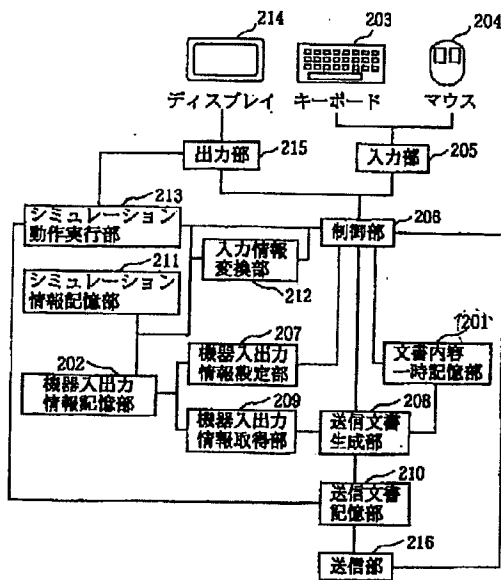 214
203
204
ディスプレイ
キーボード
マウス
出力部
215
入力部
205
213
シミュレーション
動作実行部
206
制御部
211
シミュレーション
情報記憶部
入力情報
変換部
212
201
文書内容
一時記憶部
207
機器入出力
情報設定部
202
機器入出力
情報記憶部
209
機器入出力
情報取得部
208
送信文書
生成部
210
送信文書
記憶部
216
送信部